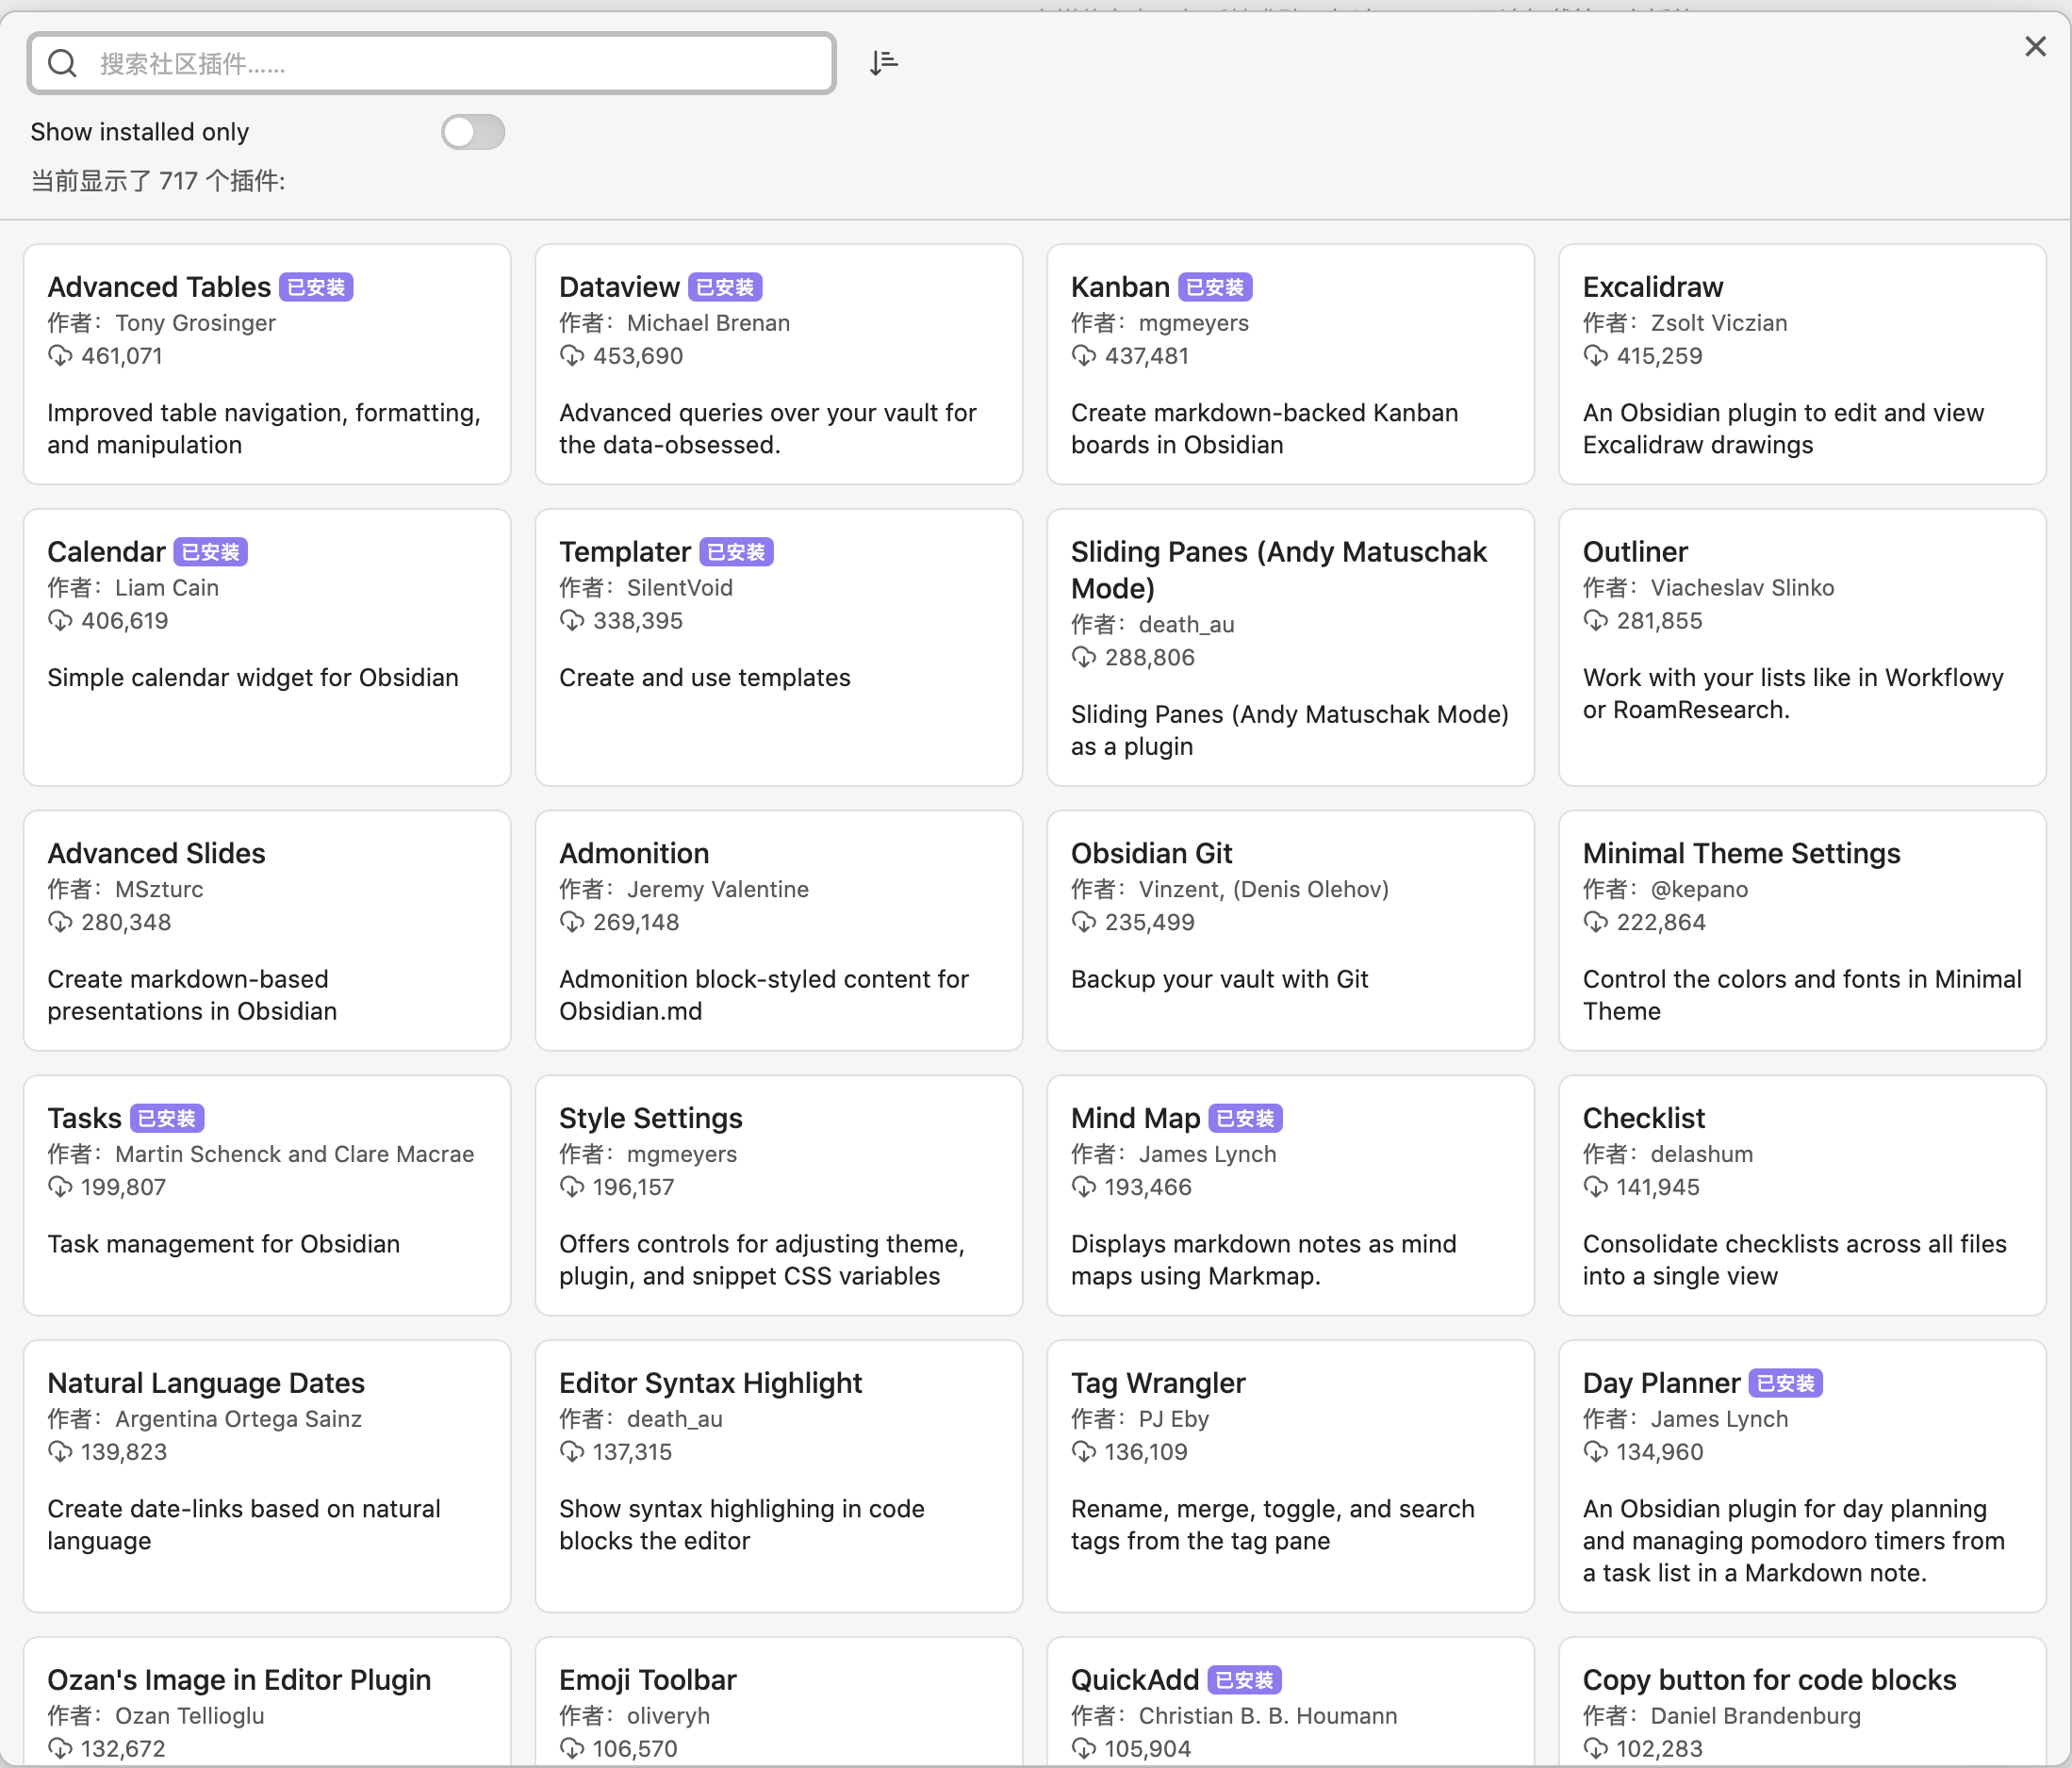 搜索社区插件......
Show installed only
当前显示了 717 个插件:
Advanced Tables 已安装
作者： Tony Grosinger
461,071
Improved table navigation, formatting,
and manipulation
Dataview 已安装
作者： Michael Brenan
453,690
Advanced queries over your vault for
the data-obsessed.
Kanban 已安装
作者： mgmeyers
437,481
Create markdown-backed Kanban
boards in Obsidian
Excalidraw
作者： Zsolt Viczian
415,259
An Obsidian plugin to edit and view
Excalidraw drawings
Calendar 已安装
作者： Liam Cain
406,619
Simple calendar widget for Obsidian
Templater 已安装
作者： SilentVoid
338,395
Create and use templates
Sliding Panes (Andy Matuschak
Mode)
作者： death_au
288,806
Sliding Panes (Andy Matuschak Mode)
as a plugin
Outliner
作者： Viacheslav Slinko
281,855
Work with your lists like in Workflowy
or RoamResearch.
Advanced Slides
作者： MSzturc
280,348
Create markdown-based
presentations in Obsidian
Admonition
作者： Jeremy Valentine
269,148
Admonition block-styled content for
Obsidian.md
Obsidian Git
作者： Vinzent, (Denis Olehov)
235,499
Backup your vault with Git
Minimal Theme Settings
作者： @kepano
222,864
Control the colors and fonts in Minimal
Theme
Tasks 已安装
作者： Martin Schenck and Clare Macrae
199,807
Task management for Obsidian
Style Settings
作者： mgmeyers
196,157
Offers controls for adjusting theme,
plugin, and snippet CSS variables
Mind Map 已安装
作者： James Lynch
193,466
Displays markdown notes as mind
maps using Markmap.
Checklist
作者： delashum
141,945
Consolidate checklists across all files
into a single view
Natural Language Dates
作者： Argentina Ortega Sainz
139,823
Create date-links based on natural
language
Editor Syntax Highlight
作者： death_au
137,315
Show syntax highlighing in code
blocks the editor
Tag Wrangler
作者： PJ Eby
136,109
Rename, merge, toggle, and search
tags from the tag pane
Day Planner 已安装
作者： James Lynch
134,960
An Obsidian plugin for day planning
and managing pomodoro timers from
a task list in a Markdown note.
Ozan's Image in Editor Plugin
作者： Ozan Tellioglu
132,672
Emoji Toolbar
作者： oliveryh
106,570
QuickAdd 已安装
作者： Christian B. B. Houmann
105,904
Copy button for code blocks
作者： Daniel Brandenburg
102,283